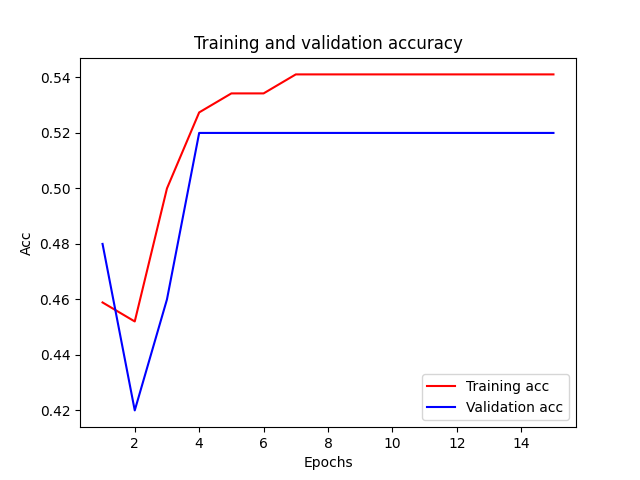 Training and validation accuracy
0.54
0.52
0.50
0.48
0.46
0.44
0.42
Acc
2 4 6 8 10 12 14
Epochs
Training acc
Validation acc